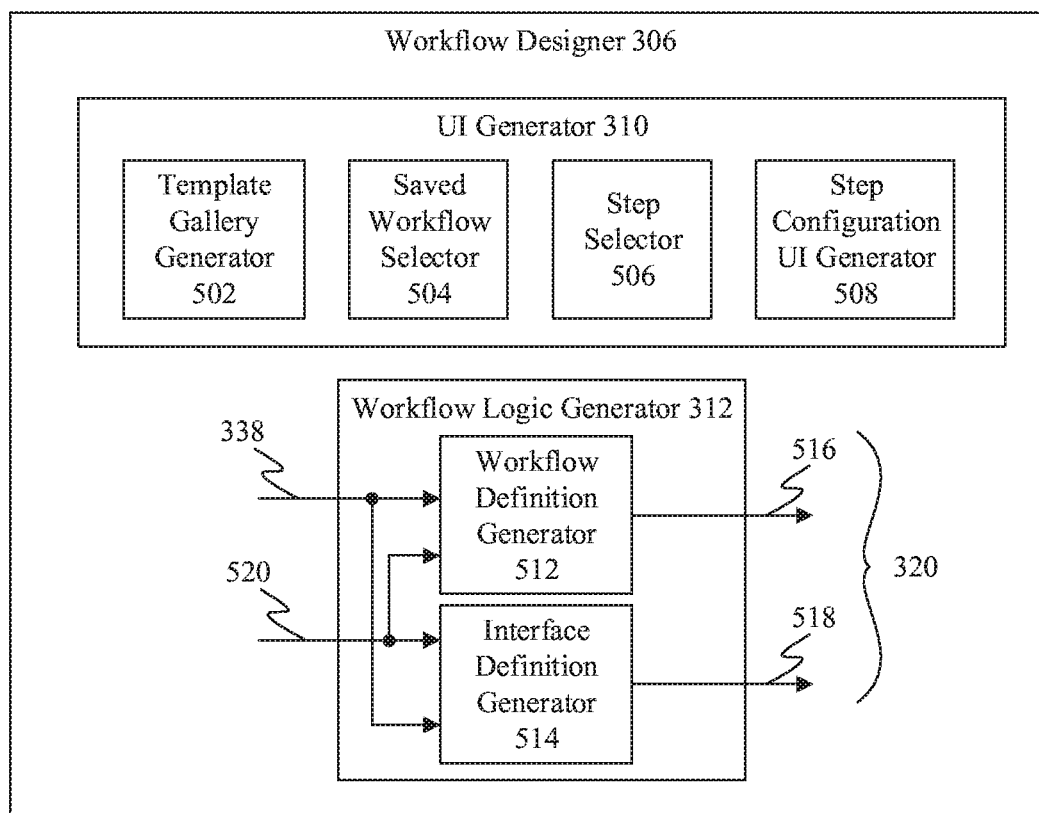 Workflow Designer 306
UI Generator 310
Template
Gallery
Generator
502
Saved
Workflow
Selector
504
Step
Selector
506
Step
Configuration
UI Generator
508
Workflow Logic Generator 312
338
520
Workflow
Definition
Generator
512
Interface
Definition
Generator
514
516
518
320